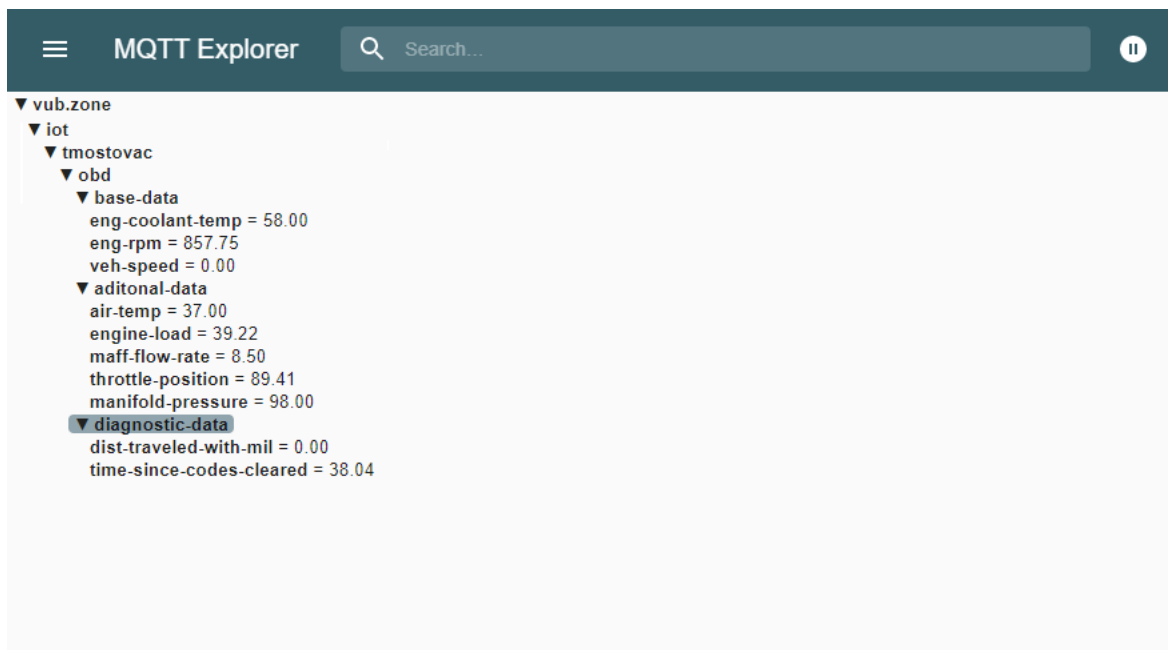 MQTT Explorer Search...
▼ vub.zone
▼ iot
▼ tmostovac
▼ obd
▼ base-data
eng-coolant-temp = 58.00
eng-rpm = 857.75
veh-speed = 0.00
▼ aditonal-data
air-temp = 37.00
engine-load = 39.22
maff-flow-rate = 8.50
throttle-position = 89.41
manifold-pressure = 98.00
▼ diagnostic-data
dist-traveled-with-mil = 0.00
time-since-codes-cleared = 38.04